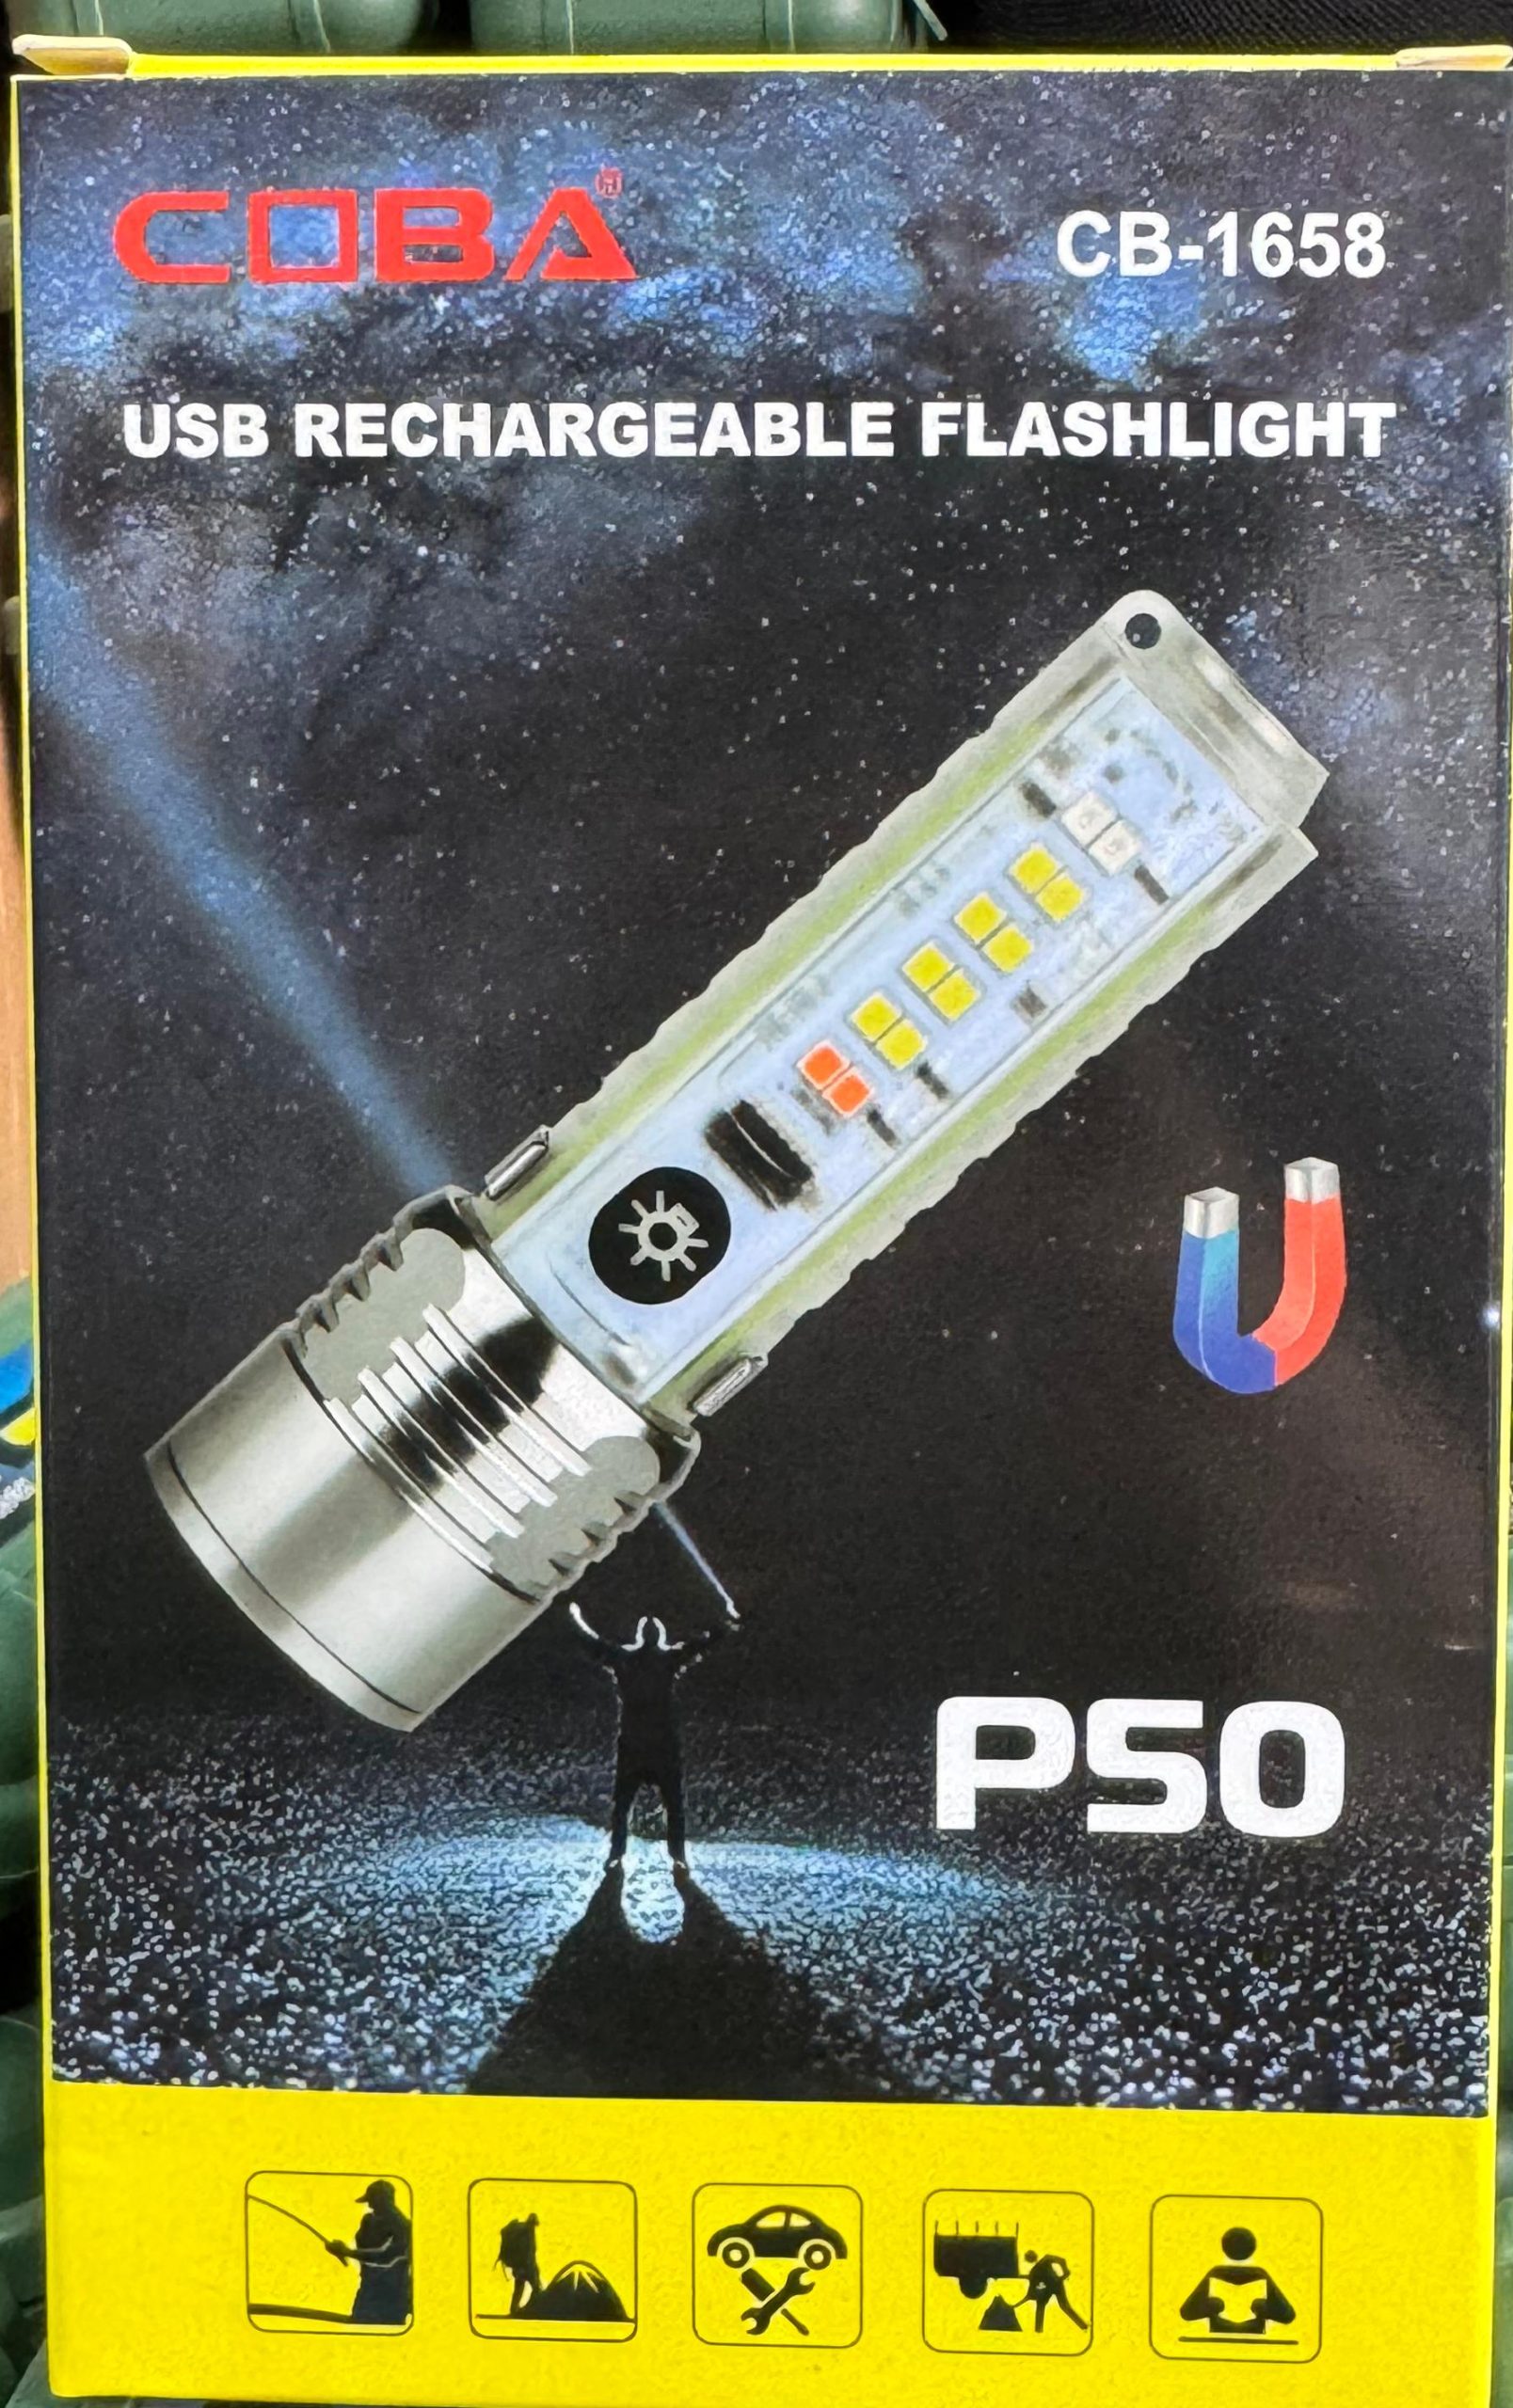 COBA®
CB-1658
USB RECHARGEABLE FLASHLIGHT
P50